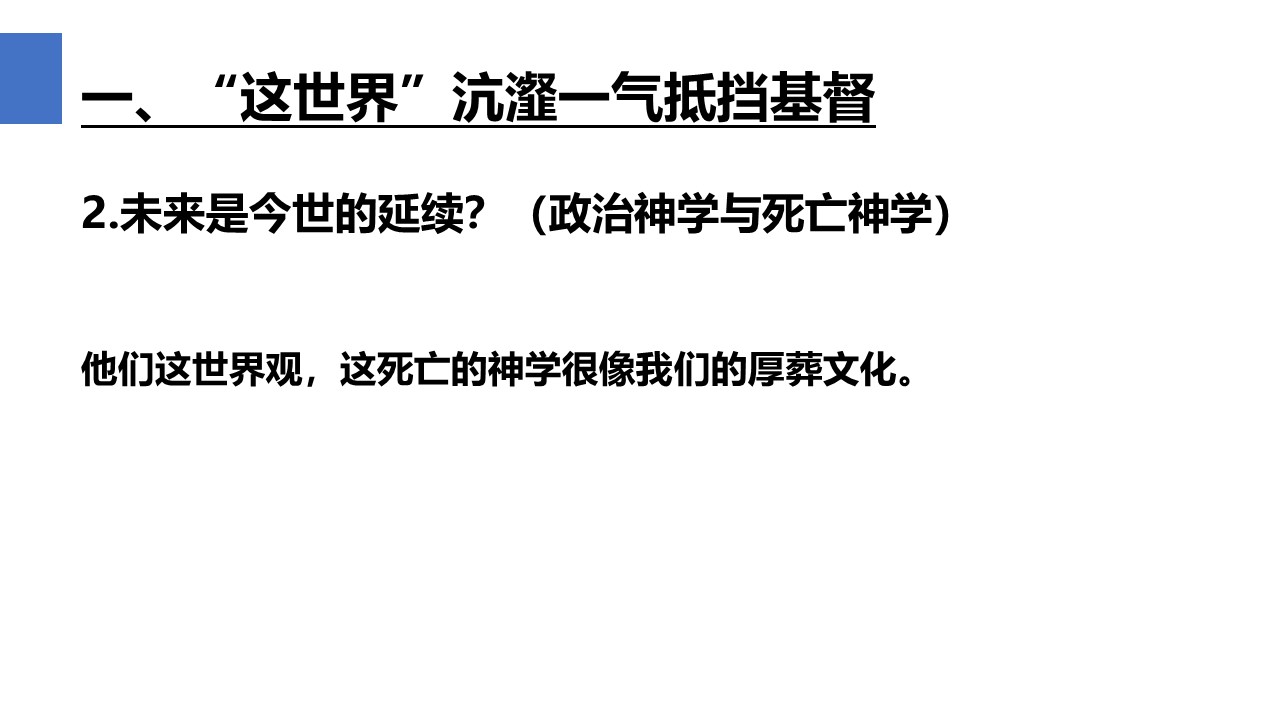 一、“这世界”沆瀣一气抵挡基督
2.未来是今世的延续？（政治神学与死亡神学）
他们这世界观，这死亡的神学很像我们的厚葬文化。